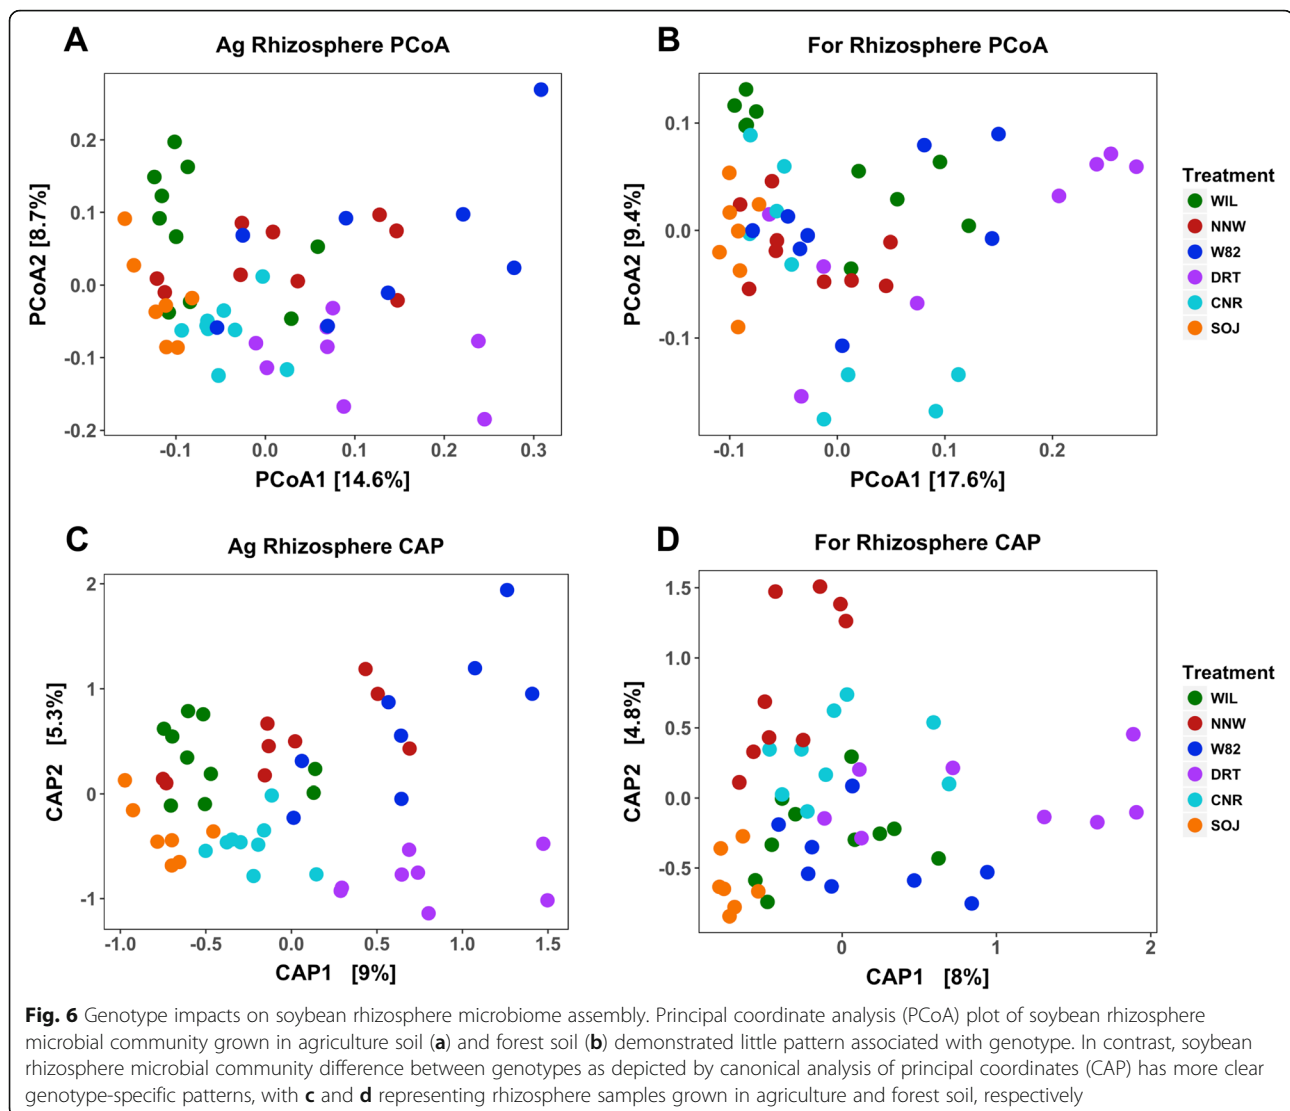 A
Ag Rhizosphere PCoA
0.2
0.1
0.0
-0.1
-0.2
PCoA2 [8.7%]
-0.1 0.0 0.1 0.2 0.3
PCoA1 [14.6%]
B
For Rhizosphere PCoA
0.1
0.0
-0.1
PCoA2 [9.4%]
-0.1 0.0 0.1 0.2
PCoA1 [17.6%]
Treatment
WIL
NNW
W82
DRT
CNR
SOJ
C
Ag Rhizosphere CAP
2
1
0
-1
CAP2 [5.3%]
-1.0 -0.5 0.0 0.5 1.0 1.5
CAP1 [9%]
D
For Rhizosphere CAP
1.5
1.0
0.5
0.0
-0.5
CAP2 [4.8%]
0 1 2
CAP1 [8%]
Treatment
WIL
NNW
W82
DRT
CNR
SOJ
Fig. 6 Genotype impacts on soybean rhizosphere microbiome assembly. Principal coordinate analysis (PCoA) plot of soybean rhizosphere
microbial community grown in agriculture soil (a) and forest soil (b) demonstrated little pattern associated with genotype. In contrast, soybean
rhizosphere microbial community difference between genotypes as depicted by canonical analysis of principal coordinates (CAP) has more clear
genotype-specific patterns, with c and d representing rhizosphere samples grown in agriculture and forest soil, respectively